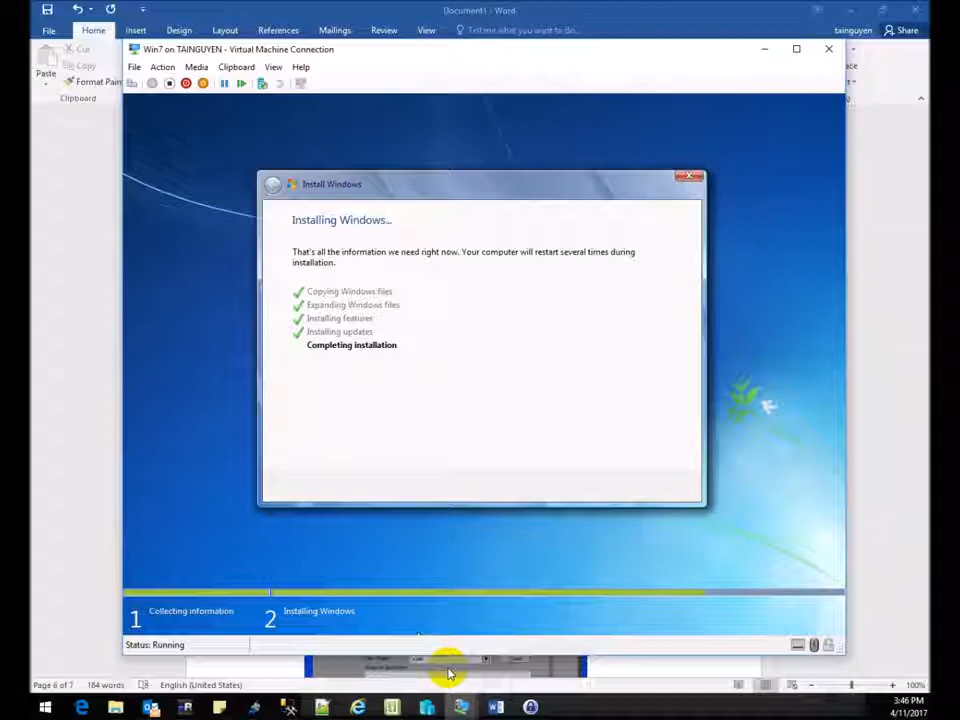 Document1 - Word
File Home Insert Design Layout References Mailings Review View Tell me what you want to do... tainguyen Share
Cut
Copy
Paste
Format Pain
Clipboard
Win7 on TAINGUYEN - Virtual Machine Connection
File Action Media Clipboard View Help
Install Windows
Installing Windows...
That's all the information we need right now. Your computer will restart several times during
installation.
Copying Windows files
Expanding Windows files
Installing features
Installing updates
Completing installation
1 Collecting information 2 Installing Windows
Status: Running
Page 6 of 7 184 words English (United States) 100%
3:46 PM
4/11/2017